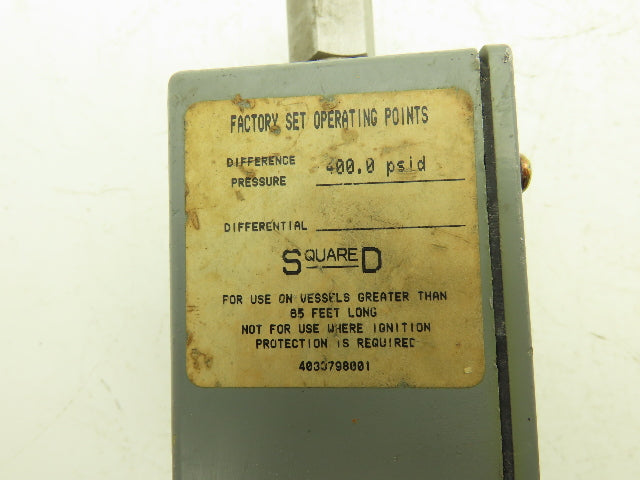 FACTORY SET OPERATING POINTS
DIFFERENCE
PRESSURE 400.0 psid
DIFFERENTIAL
SQUARE D
FOR USE ON VESSELS GREATER THAN
65 FEET LONG
NOT FOR USE WHERE IGNITION
PROTECTION IS REQUIRED
4030798001